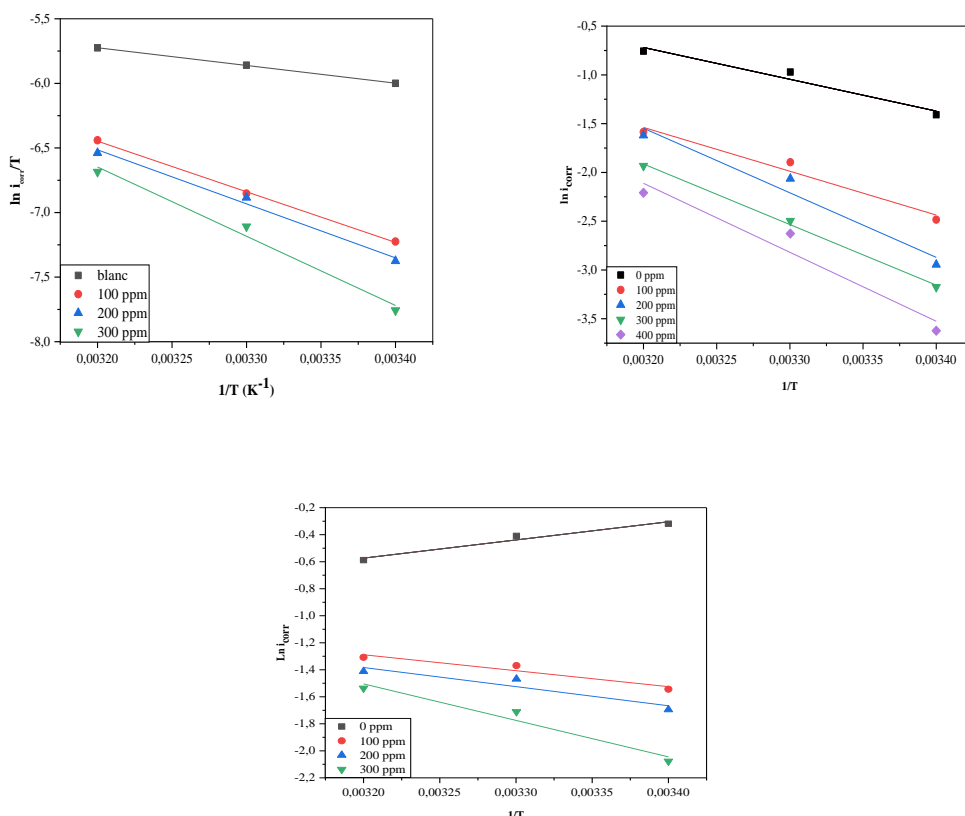 -5,5
-6,0
-6,5
-7,0
-7,5
-8,0
ln i_corr/T
blanc
100 ppm
200 ppm
300 ppm
0,00320 0,00325 0,00330 0,00335 0,00340
1/T (K⁻¹)
-0,5
-1,0
-1,5
-2,0
-2,5
-3,0
-3,5
ln i_corr
0 ppm
100 ppm
200 ppm
300 ppm
400 ppm
0,00320 0,00325 0,00330 0,00335 0,00340
1/T
-0,2
-0,4
-0,6
-0,8
-1,0
-1,2
-1,4
-1,6
-1,8
-2,0
-2,2
Ln i_corr
0 ppm
100 ppm
200 ppm
300 ppm
0,00320 0,00325 0,00330 0,00335 0,00340
1/T